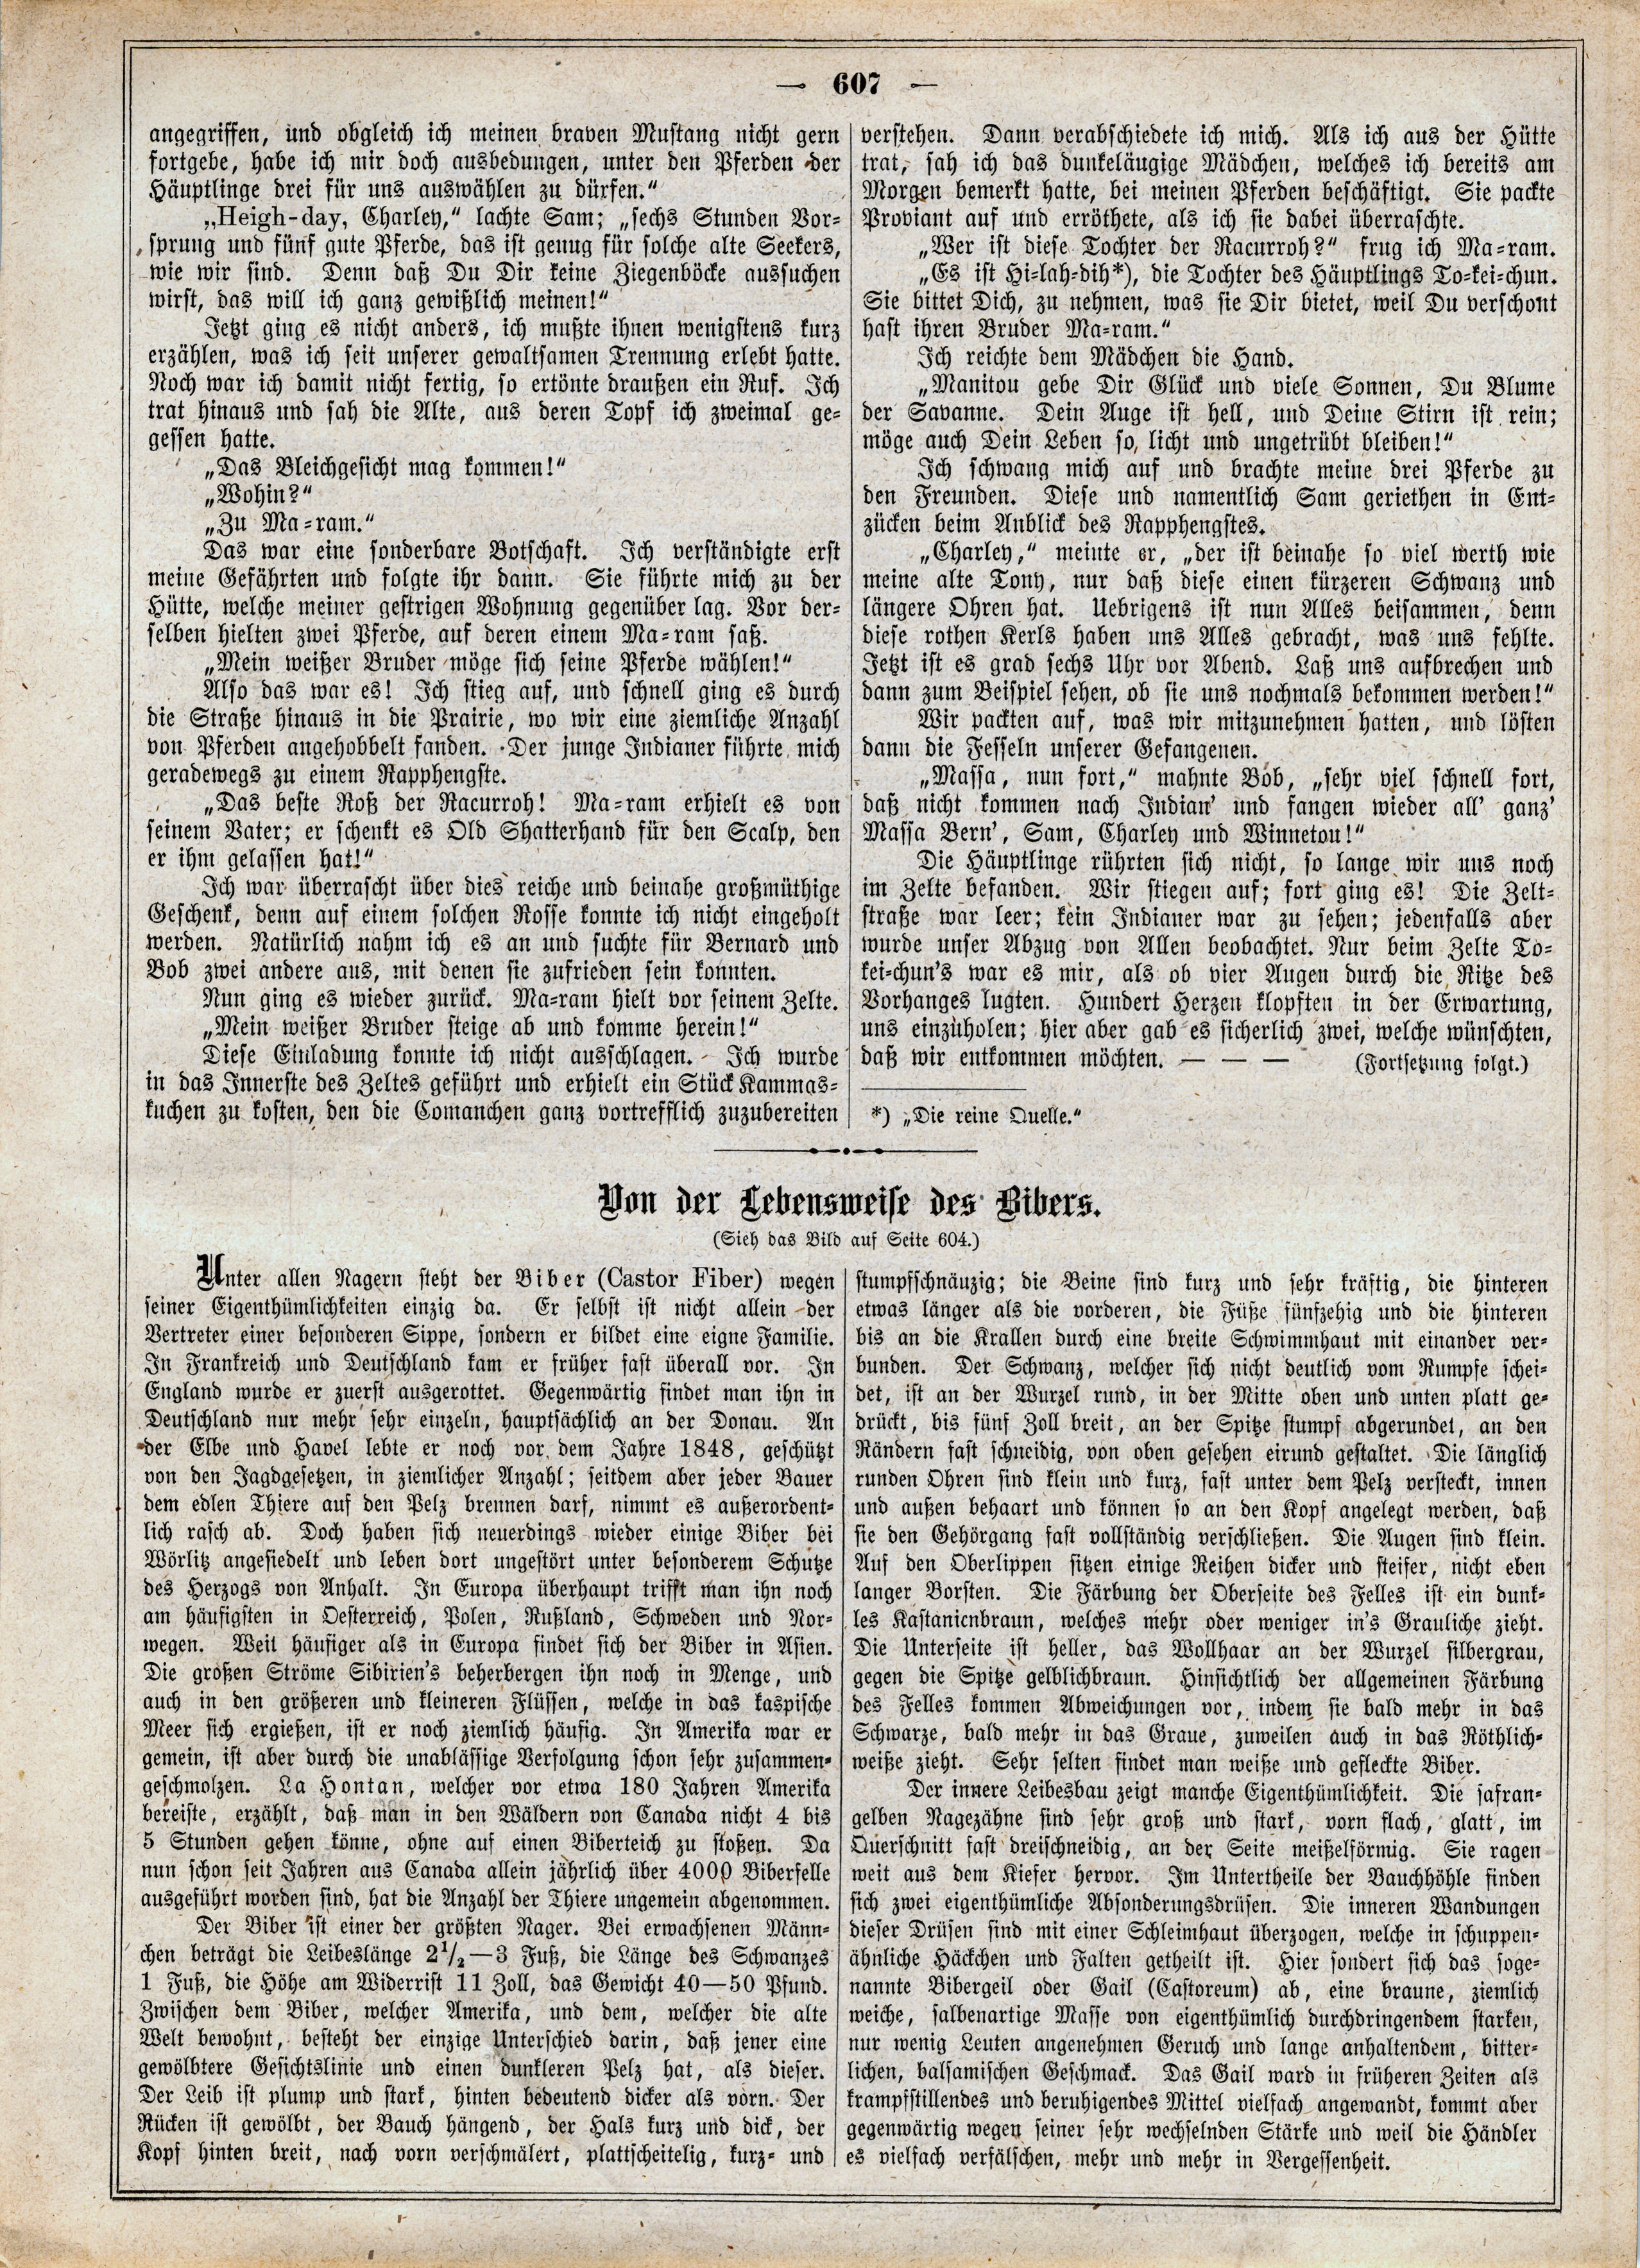 — 607 —
angegriffen, und obgleich ich meinen braven Mustang nicht gern
fortgebe, habe ich mir doch ausbedungen, unter den Pferden der
Häuptlinge drei für uns auswählen zu dürfen.“
„Heigh-day, Charley,“ lachte Sam; „sechs Stunden Vor-
sprung und fünf gute Pferde, das ist genug für solche alte Seekers,
wie wir sind. Denn daß Du Dir keine Ziegenböcke aussuchen
wirst, das will ich ganz gewißlich meinen!“
Jetzt ging es nicht anders, ich mußte ihnen wenigstens kurz
erzählen, was ich seit unserer gewaltsamen Trennung erlebt hatte.
Noch war ich damit nicht fertig, so ertönte draußen ein Ruf. Ich
trat hinaus und sah die Alte, aus deren Topf ich zweimal ge-
gessen hatte.
„Das Bleichgesicht mag kommen!“
„Wohin?“
„Zu Ma-ram.“
Das war eine sonderbare Botschaft. Ich verständigte erst
meine Gefährten und folgte ihr dann. Sie führte mich zu der
Hütte, welche meiner gestrigen Wohnung gegenüber lag. Vor der-
selben hielten zwei Pferde, auf deren einem Ma-ram saß.
„Mein weißer Bruder möge sich seine Pferde wählen!“
Also das war es! Ich stieg auf, und schnell ging es durch
die Straße hinaus in die Prairie, wo wir eine ziemliche Anzahl
von Pferden angehobbelt fanden. Der junge Indianer führte mich
geradewegs zu einem Rapphengste.
„Das beste Roß der Racurroh! Ma-ram erhielt es von
seinem Vater; er schenkt es Old Shatterhand für den Scalp, den
er ihm gelassen hat!“
Ich war überrascht über dies reiche und beinahe großmüthige
Geschenk, denn auf einem solchen Rosse konnte ich nicht eingeholt
werden. Natürlich nahm ich es an und suchte für Bernard und
Bob zwei andere aus, mit denen sie zufrieden sein konnten.
Nun ging es wieder zurück. Ma-ram hielt vor seinem Zelte.
„Mein weißer Bruder steige ab und komme herein!“
Diese Einladung konnte ich nicht ausschlagen. Ich wurde
in das Innerste des Zeltes geführt und erhielt ein Stück Kammas-
kuchen zu kosten, den die Comanchen ganz vortrefflich zuzubereiten
verstehen. Dann verabschiedete ich mich. Als ich aus der Hütte
trat, sah ich das dunkeläugige Mädchen, welches ich bereits am
Morgen bemerkt hatte, bei meinen Pferden beschäftigt. Sie packte
Proviant auf und erröthete, als ich sie dabei überraschte.
„Wer ist diese Tochter der Racurroh?“ frug ich Ma-ram.
„Es ist Hi-lah-dih*), die Tochter des Häuptlings To-kei-chun.
Sie bittet Dich, zu nehmen, was sie Dir bietet, weil Du verschont
hast ihren Bruder Ma-ram.“
Ich reichte dem Mädchen die Hand.
„Manitou gebe Dir Glück und viele Sonnen, Du Blume
der Savanne. Dein Auge ist hell, und Deine Stirn ist rein;
möge auch Dein Leben so licht und ungetrübt bleiben!“
Ich schwang mich auf und brachte meine drei Pferde zu
den Freunden. Diese und namentlich Sam geriethen in Ent-
zücken beim Anblick des Rapphengstes.
„Charley,“ meinte er, „der ist beinahe so viel werth wie
meine alte Tony, nur daß diese einen kürzeren Schwanz und
längere Ohren hat. Uebrigens ist nun Alles beisammen, denn
diese rothen Kerls haben uns Alles gebracht, was uns fehlte.
Jetzt ist es grad sechs Uhr vor Abend. Laß uns aufbrechen und
dann zum Beispiel sehen, ob sie uns nochmals bekommen werden!“
Wir packten auf, was wir mitzunehmen hatten, und lösten
dann die Fesseln unserer Gefangenen.
„Massa, nun fort,“ mahnte Bob, „sehr viel schnell fort,
daß nicht kommen nach Indian' und fangen wieder all' ganz'
Massa Bern', Sam, Charley und Winnetou!“
Die Häuptlinge rührten sich nicht, so lange wir uns noch
im Zelte befanden. Wir stiegen auf; fort ging es! Die Zelt-
straße war leer; kein Indianer war zu sehen; jedenfalls aber
wurde unser Abzug von Allen beobachtet. Nur beim Zelte To-
kei-chun's war es mir, als ob vier Augen durch die Ritze des
Vorhanges lugten. Hundert Herzen klopften in der Erwartung,
uns einzuholen; hier aber gab es sicherlich zwei, welche wünschten,
daß wir entkommen möchten. — — — (Fortsetzung folgt.)
*) „Die reine Quelle.“
Von der Lebensweise des Bibers.
(Sieh das Bild auf Seite 604.)
Unter allen Nagern steht der Biber (Castor Fiber) wegen
seiner Eigenthümlichkeiten einzig da. Er selbst ist nicht allein der
Vertreter einer besonderen Sippe, sondern er bildet eine eigne Familie.
In Frankreich und Deutschland kam er früher fast überall vor. In
England wurde er zuerst ausgerottet. Gegenwärtig findet man ihn in
Deutschland nur mehr sehr einzeln, hauptsächlich an der Donau. An
der Elbe und Havel lebte er noch vor dem Jahre 1848, geschützt
von den Jagdgesetzen, in ziemlicher Anzahl; seitdem aber jeder Bauer
dem edlen Thiere auf den Pelz brennen darf, nimmt es außerordent-
lich rasch ab. Doch haben sich neuerdings wieder einige Biber bei
Wörlitz angesiedelt und leben dort ungestört unter besonderem Schutze
des Herzogs von Anhalt. In Europa überhaupt trifft man ihn noch
am häufigsten in Oesterreich, Polen, Rußland, Schweden und Nor-
wegen. Weit häufiger als in Europa findet sich der Biber in Asien.
Die großen Ströme Sibirien's beherbergen ihn noch in Menge, und
auch in den größeren und kleineren Flüssen, welche in das kaspische
Meer sich ergießen, ist er noch ziemlich häufig. In Amerika war er
gemein, ist aber durch die unablässige Verfolgung schon sehr zusammen-
geschmolzen. La Hontan, welcher vor etwa 180 Jahren Amerika
bereiste, erzählt, daß man in den Wäldern von Canada nicht 4 bis
5 Stunden gehen könne, ohne auf einen Biberteich zu stoßen. Da
nun schon seit Jahren aus Canada allein jährlich über 4000 Biberfelle
ausgeführt worden sind, hat die Anzahl der Thiere ungemein abgenommen.
Der Biber ist einer der größten Nager. Bei erwachsenen Männ-
chen beträgt die Leibeslänge 2½—3 Fuß, die Länge des Schwanzes
1 Fuß, die Höhe am Widerrist 11 Zoll, das Gewicht 40—50 Pfund.
Zwischen dem Biber, welcher Amerika, und dem, welcher die alte
Welt bewohnt, besteht der einzige Unterschied darin, daß jener eine
gewölbtere Gesichtslinie und einen dunkleren Pelz hat, als dieser.
Der Leib ist plump und stark, hinten bedeutend dicker als vorn. Der
Rücken ist gewölbt, der Bauch hängend, der Hals kurz und dick, der
Kopf hinten breit, nach vorn verschmälert, plattscheitelig, kurz- und
stumpfschnäuzig; die Beine sind kurz und sehr kräftig, die hinteren
etwas länger als die vorderen, die Füße fünfzehig und die hinteren
bis an die Krallen durch eine breite Schwimmhaut mit einander ver-
bunden. Der Schwanz, welcher sich nicht deutlich vom Rumpfe schei-
det, ist an der Wurzel rund, in der Mitte oben und unten platt ge-
drückt, bis fünf Zoll breit, an der Spitze stumpf abgerundet, an den
Rändern fast schneidig, von oben gesehen eirund gestaltet. Die länglich
runden Ohren sind klein und kurz, fast unter dem Pelz versteckt, innen
und außen behaart und können so an den Kopf angelegt werden, daß
sie den Gehörgang fast vollständig verschließen. Die Augen sind klein.
Auf den Oberlippen sitzen einige Reihen dicker und steifer, nicht eben
langer Borsten. Die Färbung der Oberseite des Felles ist ein dunk-
les Kastanienbraun, welches mehr oder weniger in's Grauliche zieht.
Die Unterseite ist heller, das Wollhaar an der Wurzel silbergrau,
gegen die Spitze gelblichbraun. Hinsichtlich der allgemeinen Färbung
des Felles kommen Abweichungen vor, indem sie bald mehr in das
Schwarze, bald mehr in das Graue, zuweilen auch in das Röthlich-
weiße zieht. Sehr selten findet man weiße und gefleckte Biber.
Der innere Leibesbau zeigt manche Eigenthümlichkeit. Die safran-
gelben Nagezähne sind sehr groß und stark, vorn flach, glatt, im
Querschnitt fast dreischneidig, an der Seite meißelförmig. Sie ragen
weit aus dem Kiefer hervor. Im Untertheile der Bauchhöhle finden
sich zwei eigenthümliche Absonderungsdrüsen. Die inneren Wandungen
dieser Drüsen sind mit einer Schleimhaut überzogen, welche in schuppen-
ähnliche Häckchen und Falten getheilt ist. Hier sondert sich das soge-
nannte Bibergeil oder Gail (Castoreum) ab, eine braune, ziemlich
weiche, salbenartige Masse von eigenthümlich durchdringendem starken,
nur wenig Leuten angenehmen Geruch und lange anhaltendem, bitter-
lichen, balsamischen Geschmack. Das Gail ward in früheren Zeiten als
krampfstillendes und beruhigendes Mittel vielfach angewandt, kommt aber
gegenwärtig wegen seiner sehr wechselnden Stärke und weil die Händler
es vielfach verfälschen, mehr und mehr in Vergessenheit.